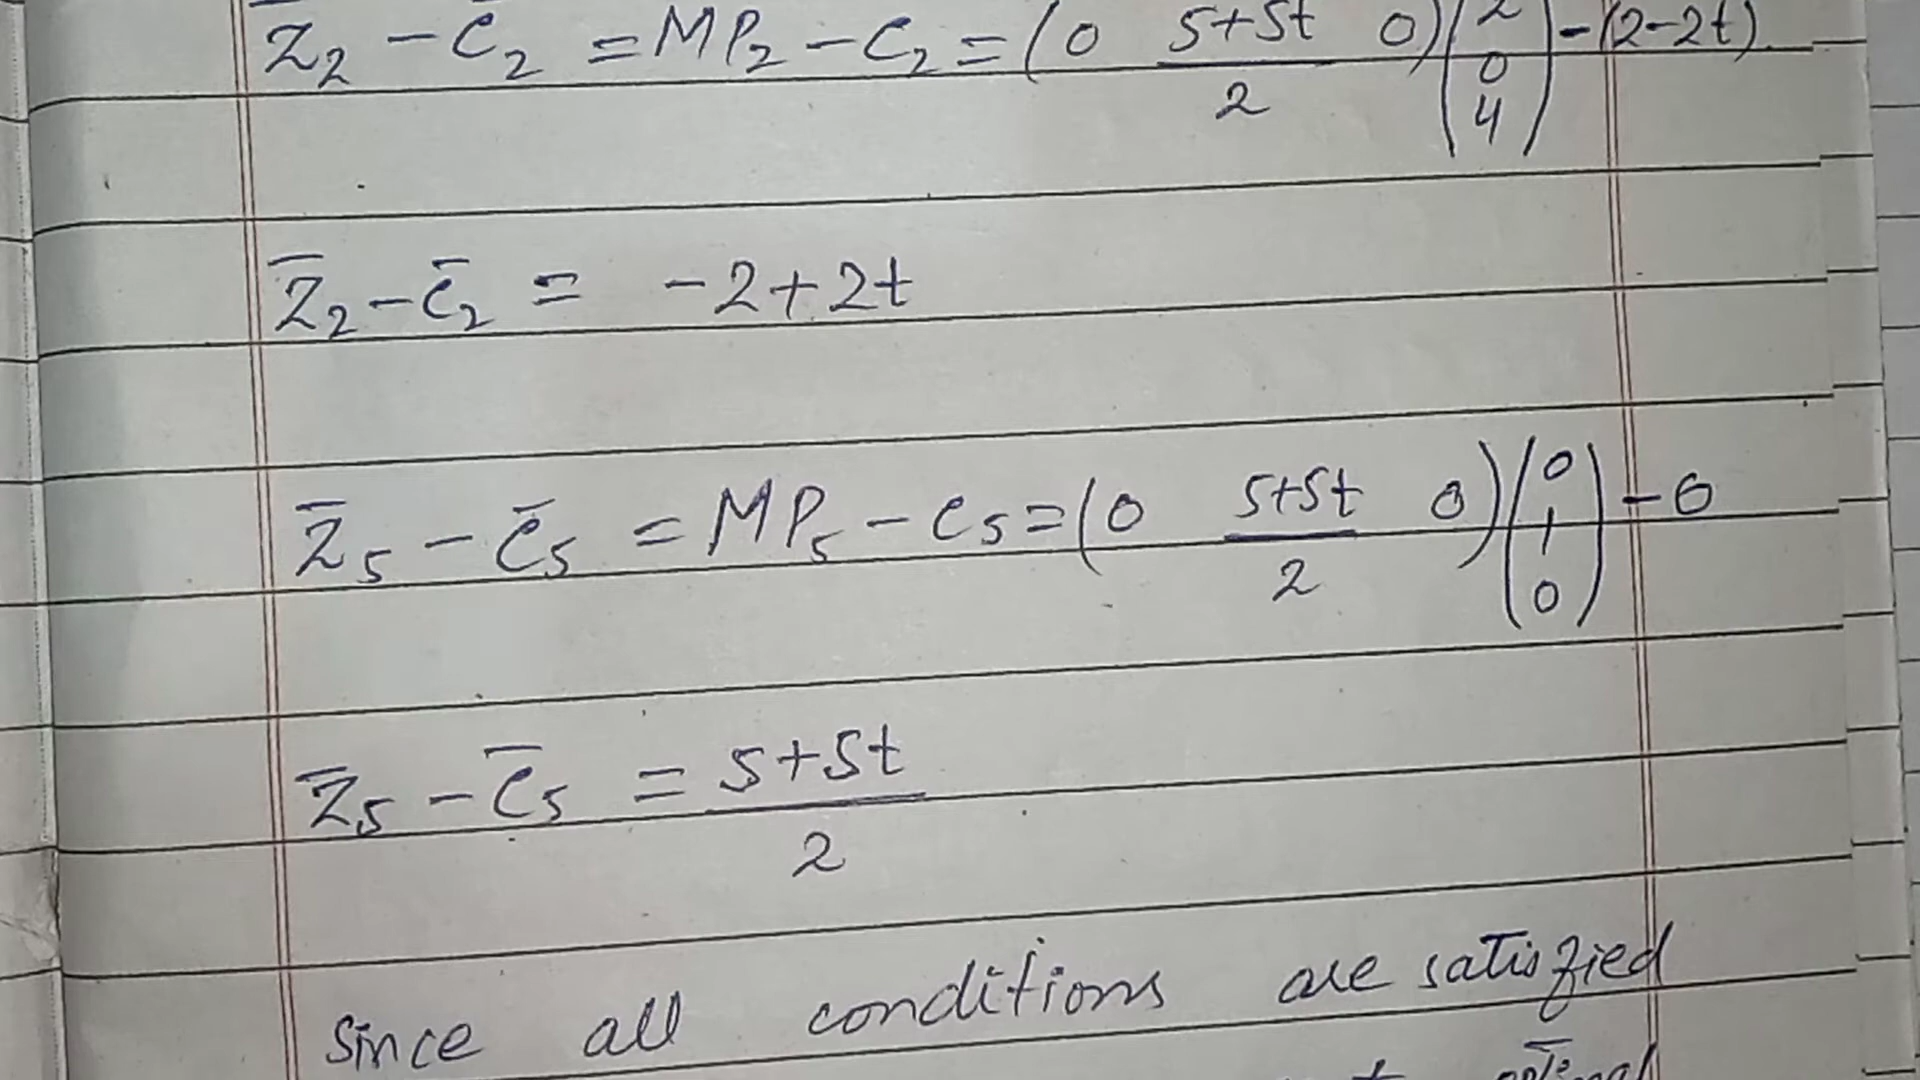 z̄₂ - c̄₂ = MP₂ - C₂ = (0 (5+5t)/2 0) (2 0 4) - (2-2t)
z̄₂ - c̄₂ = -2+2t
z̄₅ - c̄₅ = MP₅ - C₅ = (0 (5+5t)/2 0) (0 1 0) - 0
z̄₅ - c̄₅ = (5+5t)/2
Since all conditions are satisfied
optimal